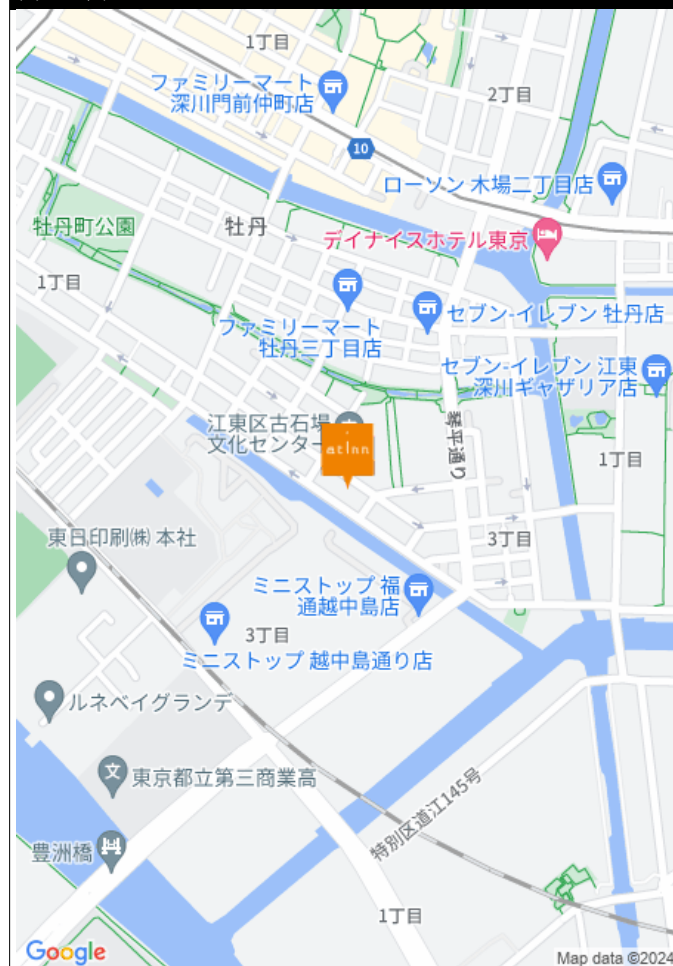 1丁目
ファミリーマート
深川門前仲町店
2丁目
10
ローソン 木場二丁目店
牡丹町公園
牡丹
デイナイスホテル東京
1丁目
ファミリーマート
牡丹三丁目店
セブン-イレブン 牡丹店
セブン-イレブン 江東
深川ギャザリア店
江東区古石場
文化センター
atInn
琴平通り
1丁目
東日印刷㈱ 本社
3丁目
ミニストップ 福
通越中島店
3丁目
ミニストップ 越中島通り店
ルネベイグランデ
文
東京都立第三商業高
特別区道江145号
豊洲橋
1丁目
Google
Map data ©2024